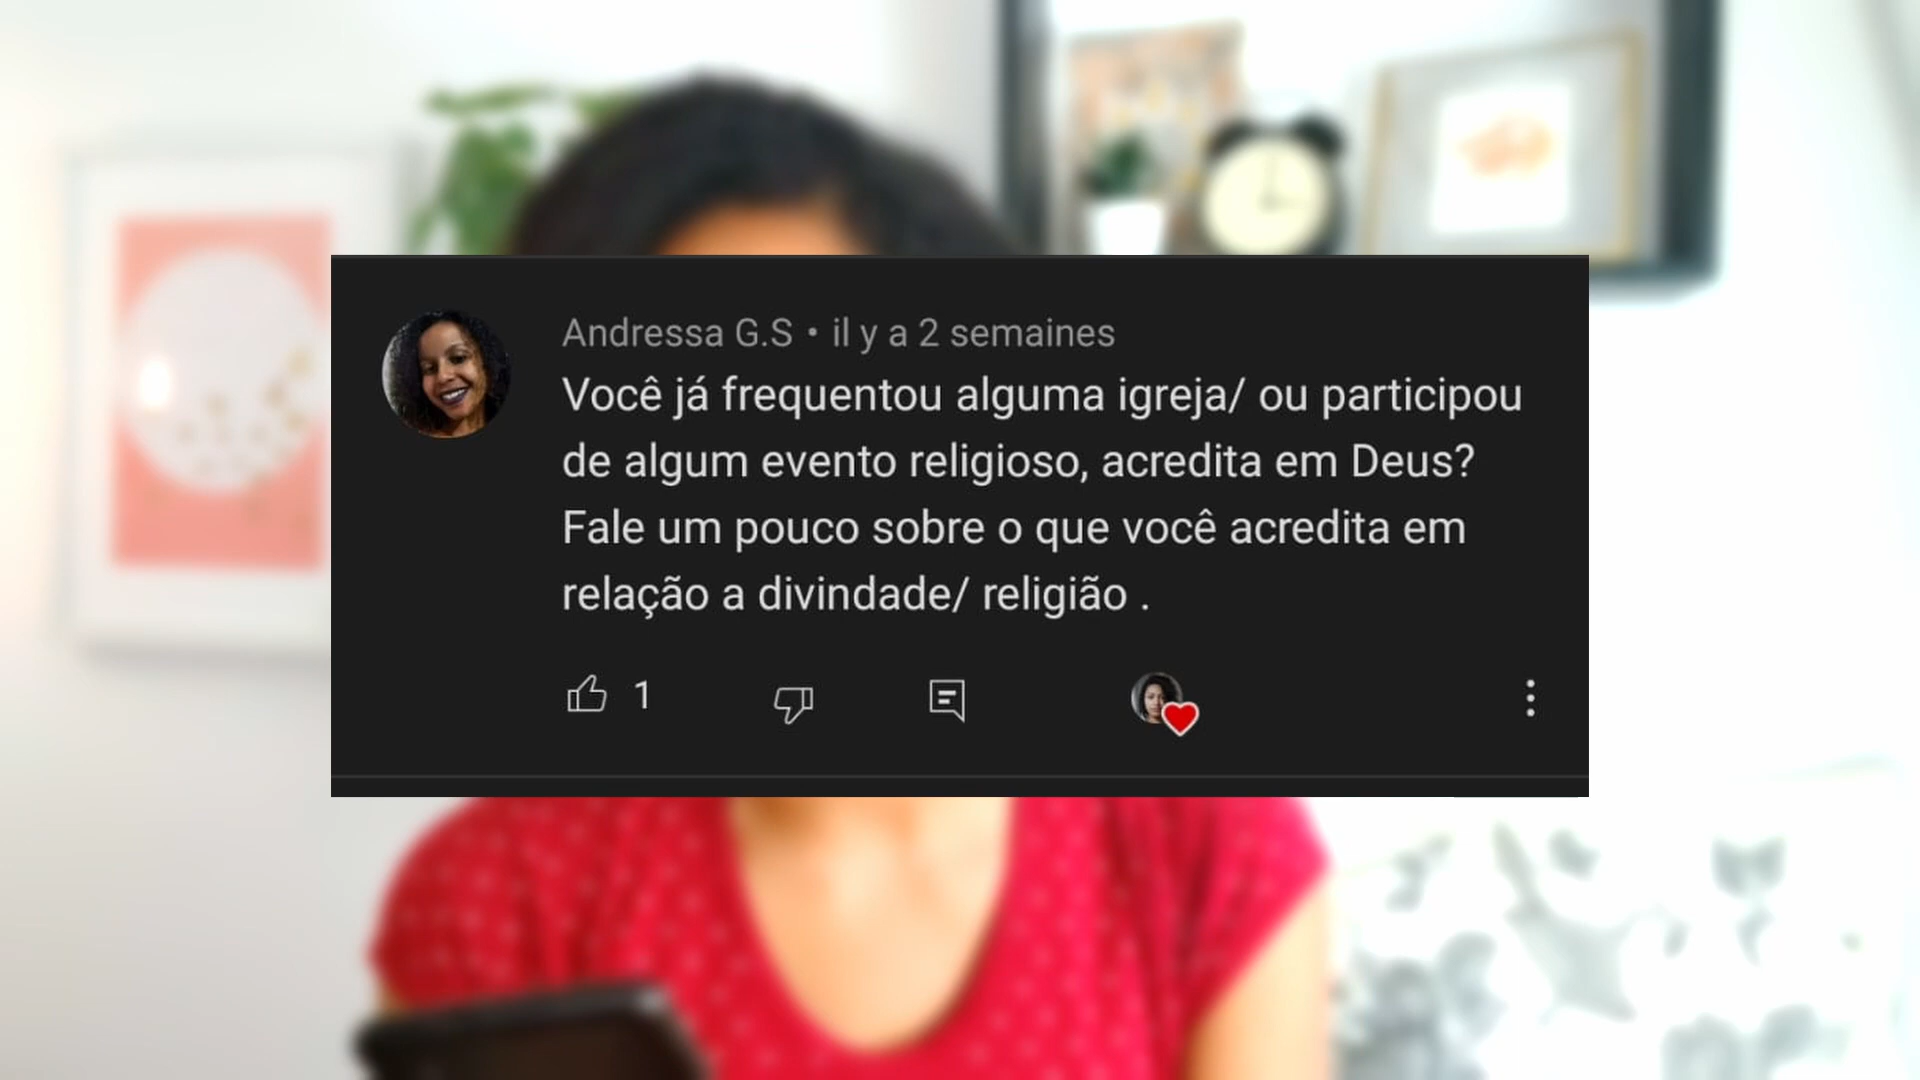 Andressa G.S • il y a 2 semaines
Você já frequentou alguma igreja/ ou participou
de algum evento religioso, acredita em Deus?
Fale um pouco sobre o que você acredita em
relação a divindade/ religião .
1